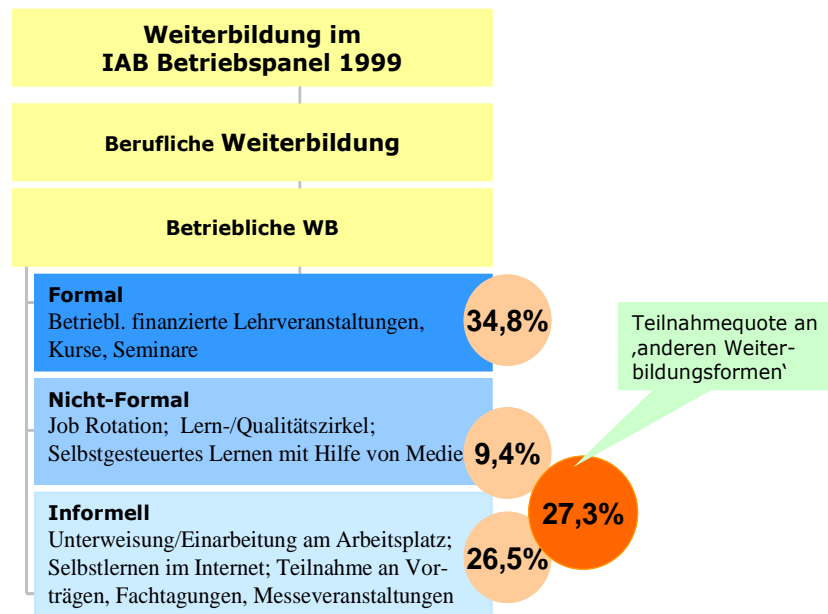 Weiterbildung im
IAB Betriebspanel 1999
Berufliche Weiterbildung
Betriebliche WB
Formal
Betriebl. finanzierte Lehrveranstaltungen,
Kurse, Seminare
34,8%
Teilnahmequote an
‚anderen Weiter-
bildungsformen‘
Nicht-Formal
Job Rotation; Lern-/Qualitätszirkel;
Selbstgesteuertes Lernen mit Hilfe von Medie
9,4%
27,3%
Informell
Unterweisung/Einarbeitung am Arbeitsplatz;
Selbstlernen im Internet; Teilnahme an Vor-
trägen, Fachtagungen, Messeveranstaltungen
26,5%